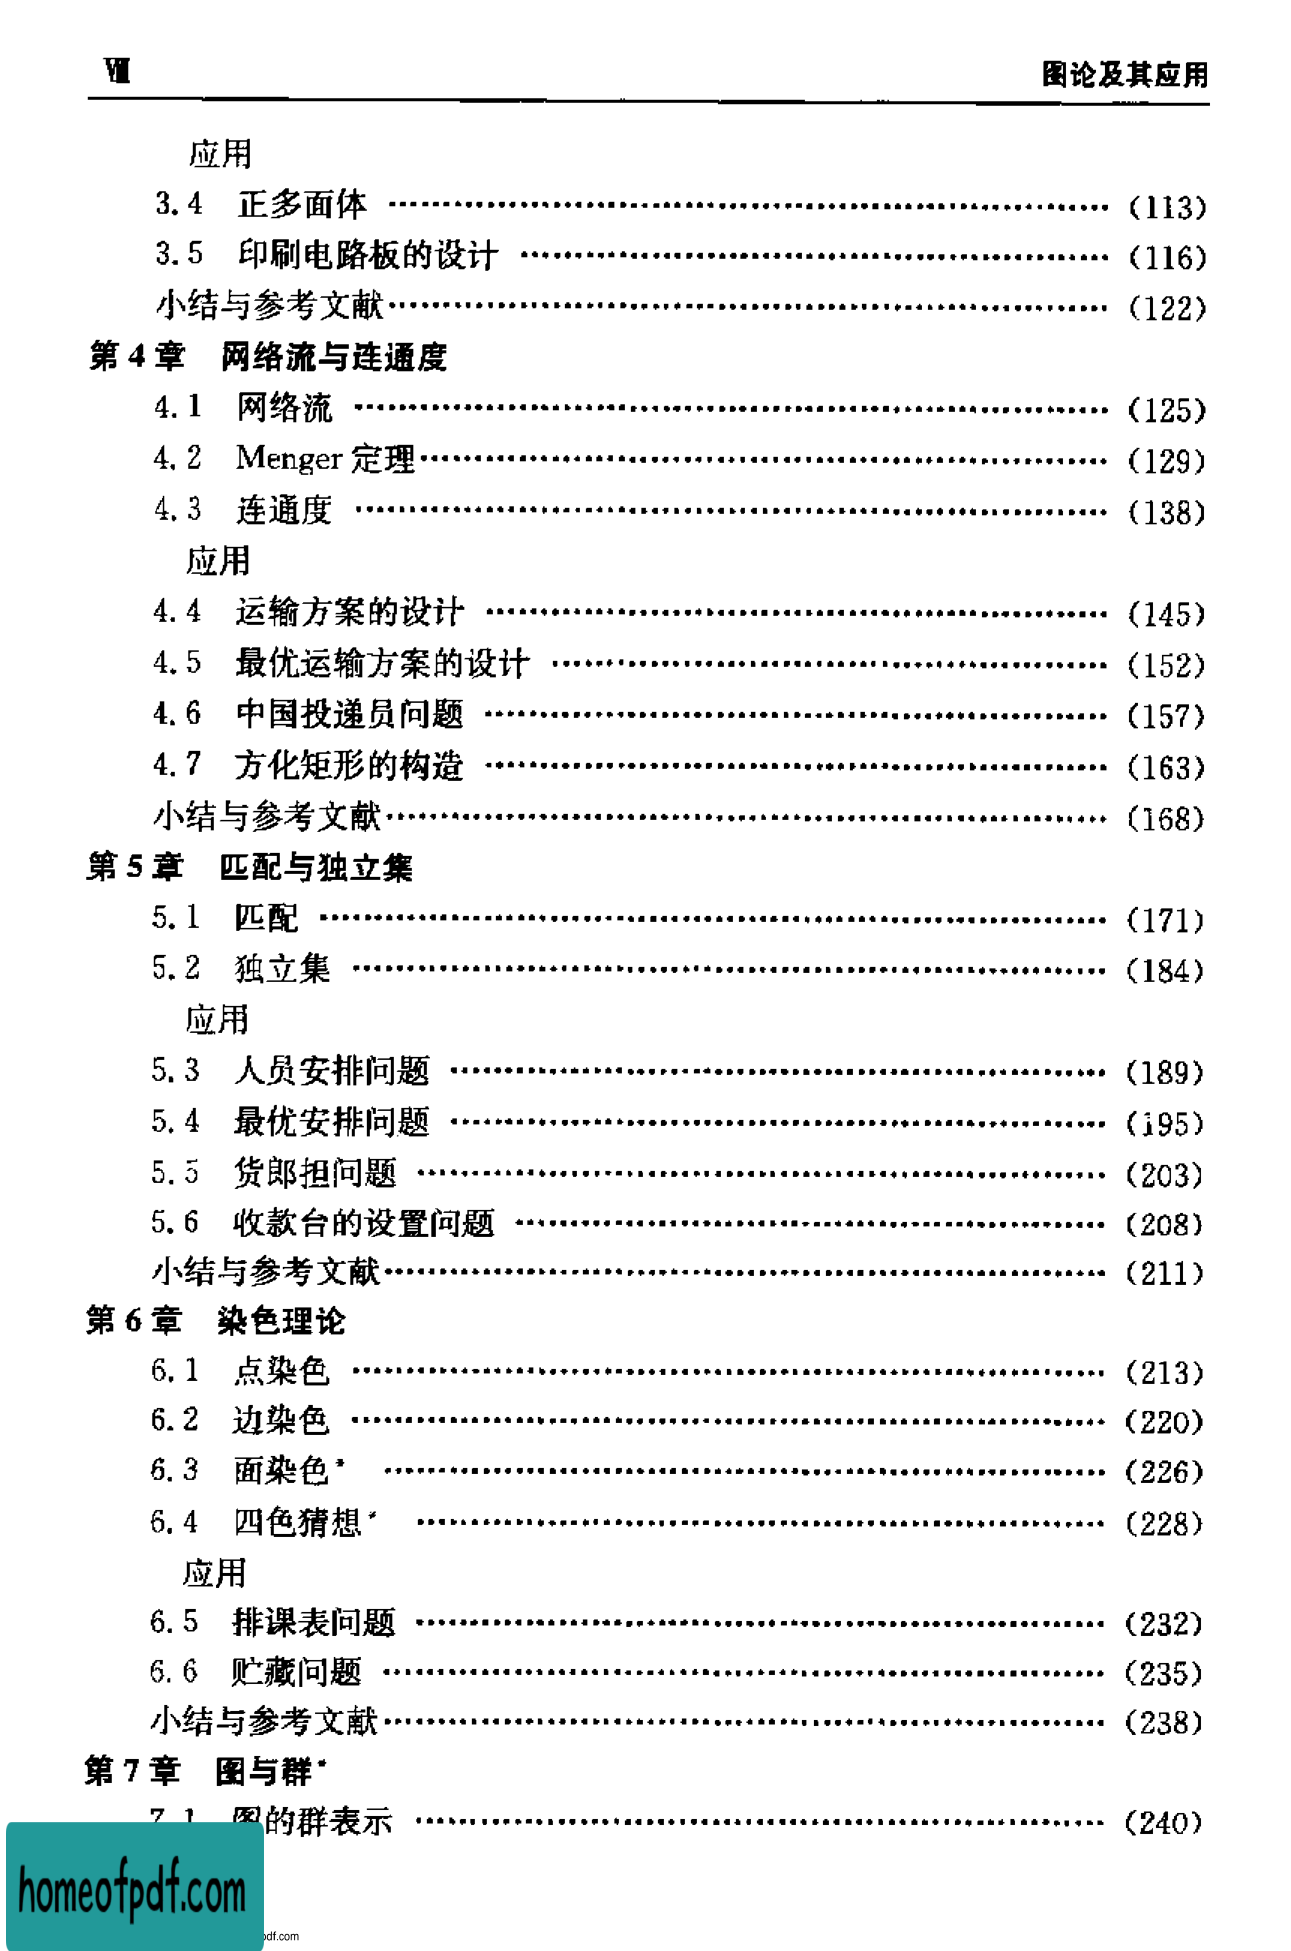 Ⅷ 图论及其应用
应用
3.4 正多面体 …………………………………………………… (113)
3.5 印刷电路板的设计 ………………………………………… (116)
小结与参考文献…………………………………………………… (122)
第 4 章 网络流与连通度
4.1 网络流 ……………………………………………………… (125)
4.2 Menger 定理………………………………………………… (129)
4.3 连通度 ……………………………………………………… (138)
应用
4.4 运输方案的设计 …………………………………………… (145)
4.5 最优运输方案的设计 ……………………………………… (152)
4.6 中国投递员问题 …………………………………………… (157)
4.7 方化矩形的构造 …………………………………………… (163)
小结与参考文献…………………………………………………… (168)
第 5 章 匹配与独立集
5.1 匹配 ………………………………………………………… (171)
5.2 独立集 ……………………………………………………… (184)
应用
5.3 人员安排问题 ……………………………………………… (189)
5.4 最优安排问题 ……………………………………………… (195)
5.5 货郎担问题 ………………………………………………… (203)
5.6 收款台的设置问题 ………………………………………… (208)
小结与参考文献…………………………………………………… (211)
第 6 章 染色理论
6.1 点染色 ……………………………………………………… (213)
6.2 边染色 ……………………………………………………… (220)
6.3 面染色* …………………………………………………… (226)
6.4 四色猜想* ………………………………………………… (228)
应用
6.5 排课表问题 ………………………………………………… (232)
6.6 贮藏问题 …………………………………………………… (235)
小结与参考文献…………………………………………………… (238)
第 7 章 图与群*
7.1 图的群表示 ………………………………………………… (240)
homeofpdf.com
pdf.com